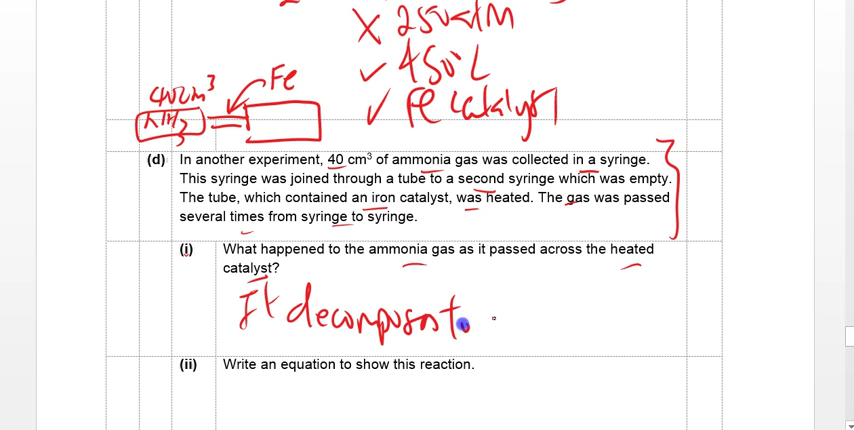 X 250 atm
✓ 450°C
✓ Fe catalyst
40cm³
Fe
NH3
(d) In another experiment, 40 cm³ of ammonia gas was collected in a syringe.
This syringe was joined through a tube to a second syringe which was empty.
The tube, which contained an iron catalyst, was heated. The gas was passed
several times from syringe to syringe.
(i) What happened to the ammonia gas as it passed across the heated
catalyst?
It decomposes to
(ii) Write an equation to show this reaction.